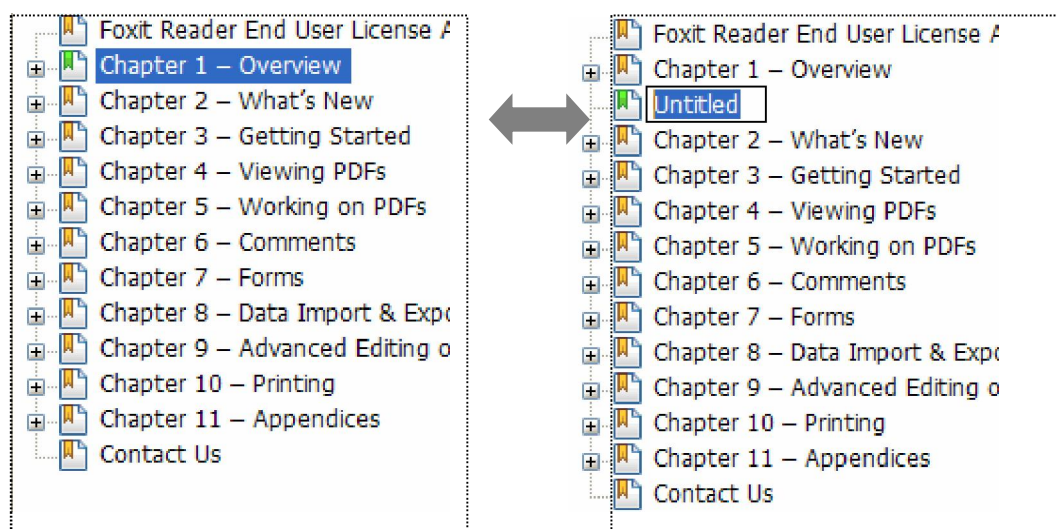 Foxit Reader End User License A
Chapter 1 – Overview
Chapter 2 – What's New
Chapter 3 – Getting Started
Chapter 4 – Viewing PDFs
Chapter 5 – Working on PDFs
Chapter 6 – Comments
Chapter 7 – Forms
Chapter 8 – Data Import & Expo
Chapter 9 – Advanced Editing o
Chapter 10 – Printing
Chapter 11 – Appendices
Contact Us
Foxit Reader End User License A
Chapter 1 – Overview
Untitled
Chapter 2 – What's New
Chapter 3 – Getting Started
Chapter 4 – Viewing PDFs
Chapter 5 – Working on PDFs
Chapter 6 – Comments
Chapter 7 – Forms
Chapter 8 – Data Import & Expo
Chapter 9 – Advanced Editing o
Chapter 10 – Printing
Chapter 11 – Appendices
Contact Us